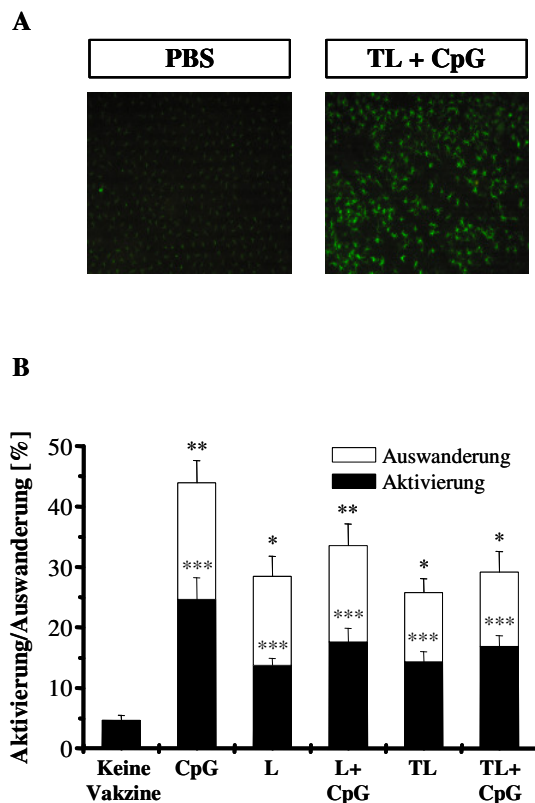 A
PBS
TL + CpG
B
Aktivierung/Auswanderung [%]
50
40
30
20
10
0
Auswanderung
Aktivierung
**
*
**
*
*
***
***
***
***
***
Keine Vakzine
CpG
L
L+ CpG
TL
TL+ CpG